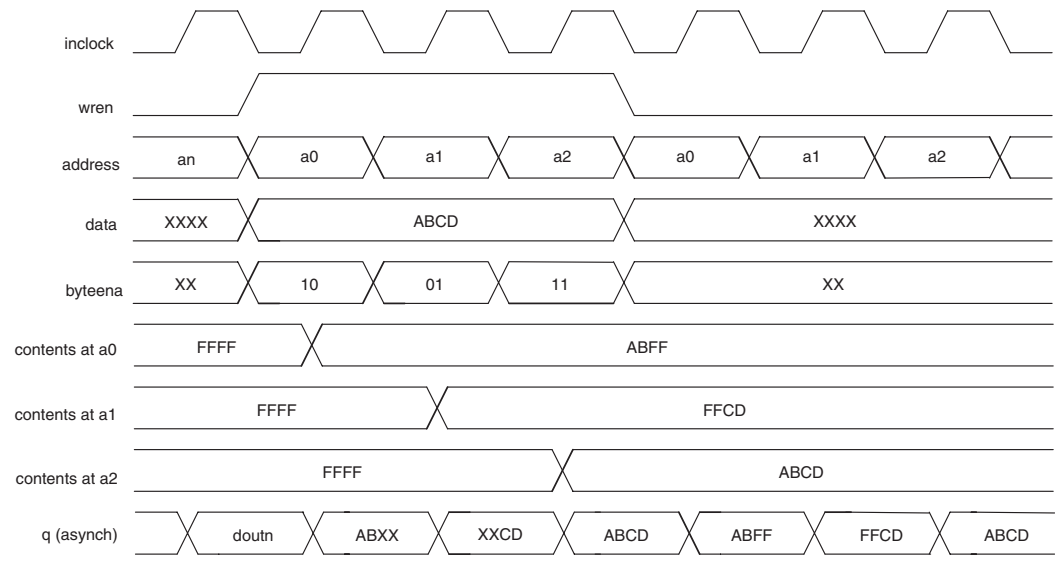 inclock
wren
address an a0 a1 a2 a0 a1 a2
data XXXX ABCD XXXX
byteena XX 10 01 11 XX
contents at a0 FFFF ABFF
contents at a1 FFFF FFCD
contents at a2 FFFF ABCD
q (asynch) doutn ABXX XXCD ABCD ABFF FFCD ABCD